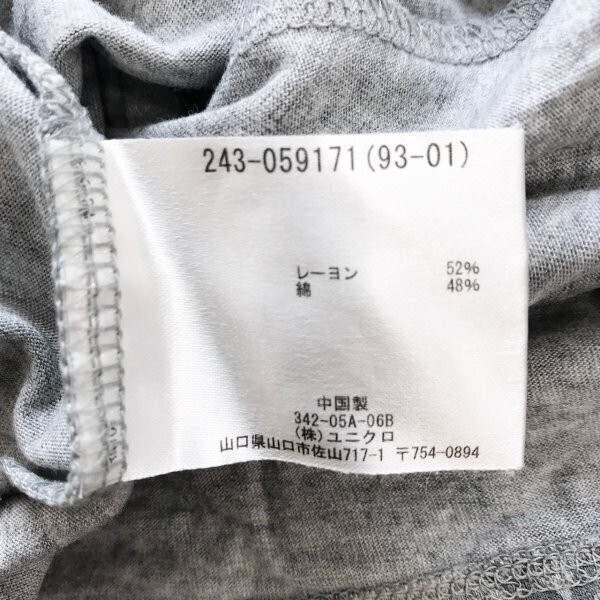 243-059171(93-01)
レーヨン 52%
綿 48%
中国製
342-05A-06B
(株)ユニクロ
山口県山口市佐山717-1 〒754-0894